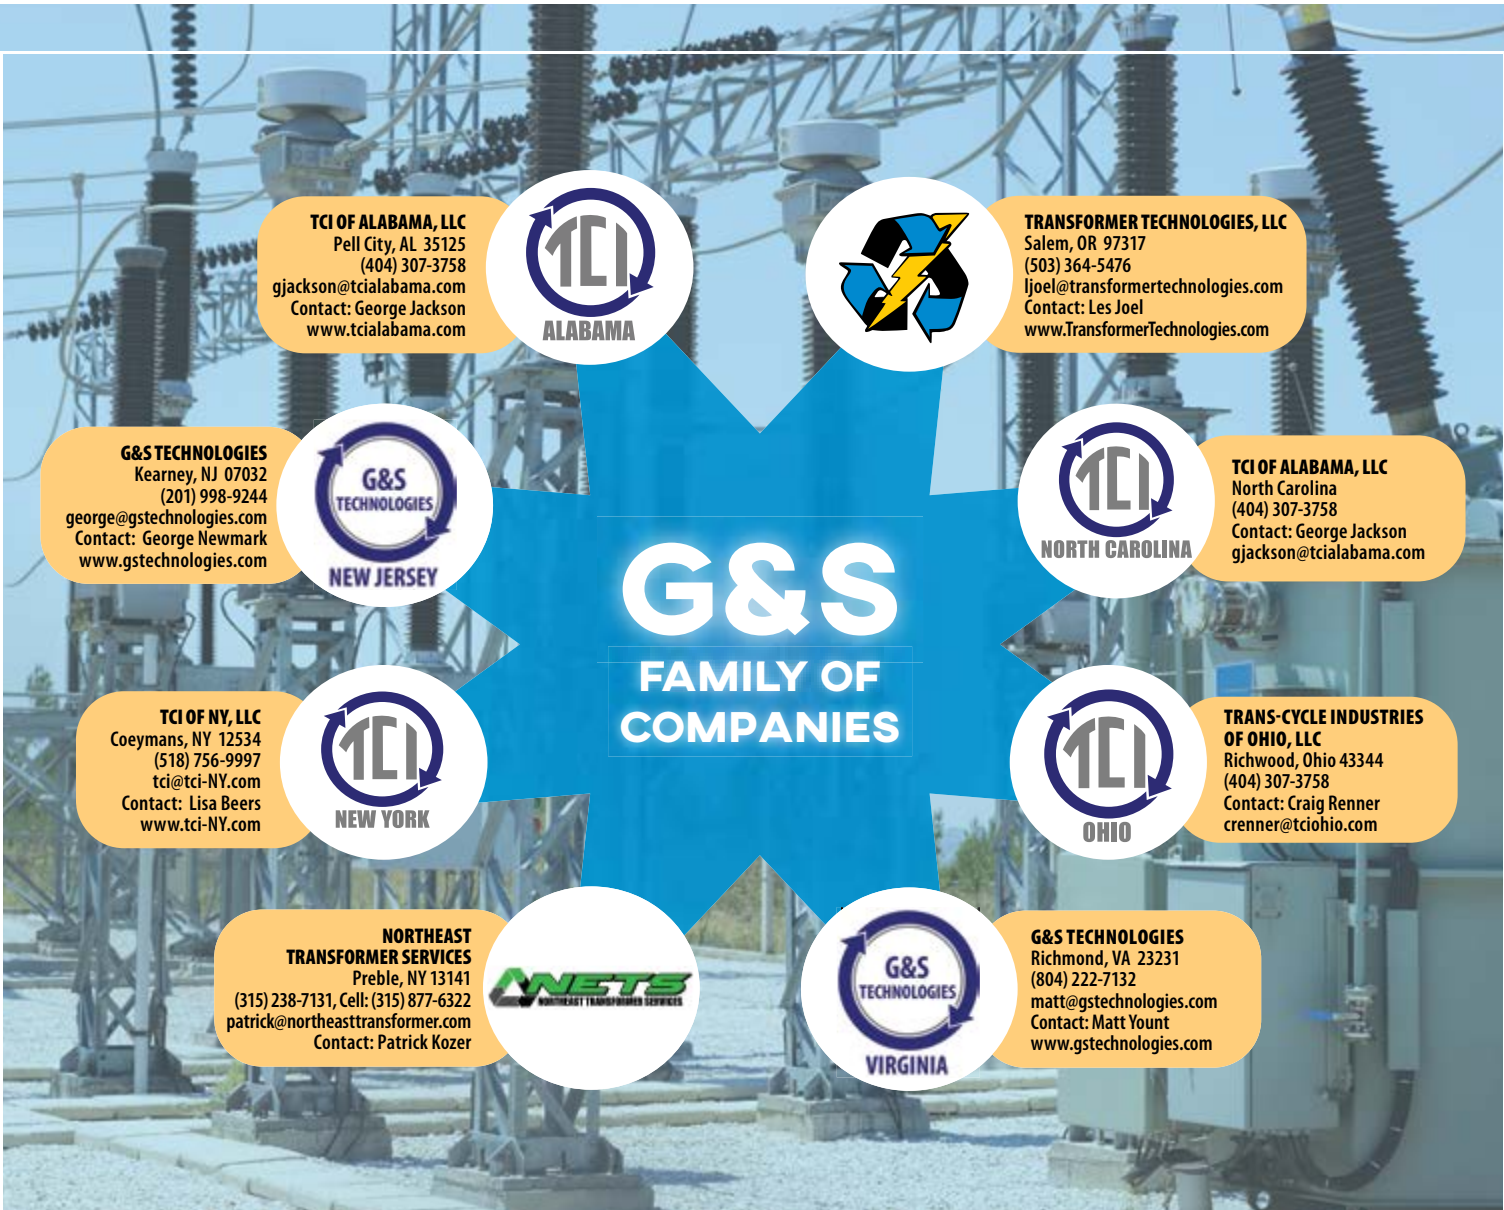 TCI OF ALABAMA, LLC
Pell City, AL 35125
(404) 307-3758
gjackson@tcialabama.com
Contact: George Jackson
www.tcialabama.com
TCI
ALABAMA
TRANSFORMER TECHNOLOGIES, LLC
Salem, OR 97317
(503) 364-5476
ljoel@transformertechnologies.com
Contact: Les Joel
www.TransformerTechnologies.com
G&S TECHNOLOGIES
Kearney, NJ 07032
(201) 998-9244
george@gstechnologies.com
Contact: George Newmark
www.gstechnologies.com
G&S
TECHNOLOGIES
NEW JERSEY
TCI
NORTH CAROLINA
TCI OF ALABAMA, LLC
North Carolina
(404) 307-3758
Contact: George Jackson
gjackson@tcialabama.com
G&S
FAMILY OF
COMPANIES
TCI OF NY, LLC
Coeymans, NY 12534
(518) 756-9997
tci@tci-NY.com
Contact: Lisa Beers
www.tci-NY.com
TCI
NEW YORK
TCI
OHIO
TRANS-CYCLE INDUSTRIES
OF OHIO, LLC
Richwood, Ohio 43344
(404) 307-3758
Contact: Craig Renner
crenner@tciohio.com
NORTHEAST
TRANSFORMER SERVICES
Preble, NY 13141
(315) 238-7131, Cell: (315) 877-6322
patrick@northeasttransformer.com
Contact: Patrick Kozer
NETS
NORTHEAST TRANSFORMER SERVICES
G&S
TECHNOLOGIES
VIRGINIA
G&S TECHNOLOGIES
Richmond, VA 23231
(804) 222-7132
matt@gstechnologies.com
Contact: Matt Yount
www.gstechnologies.com